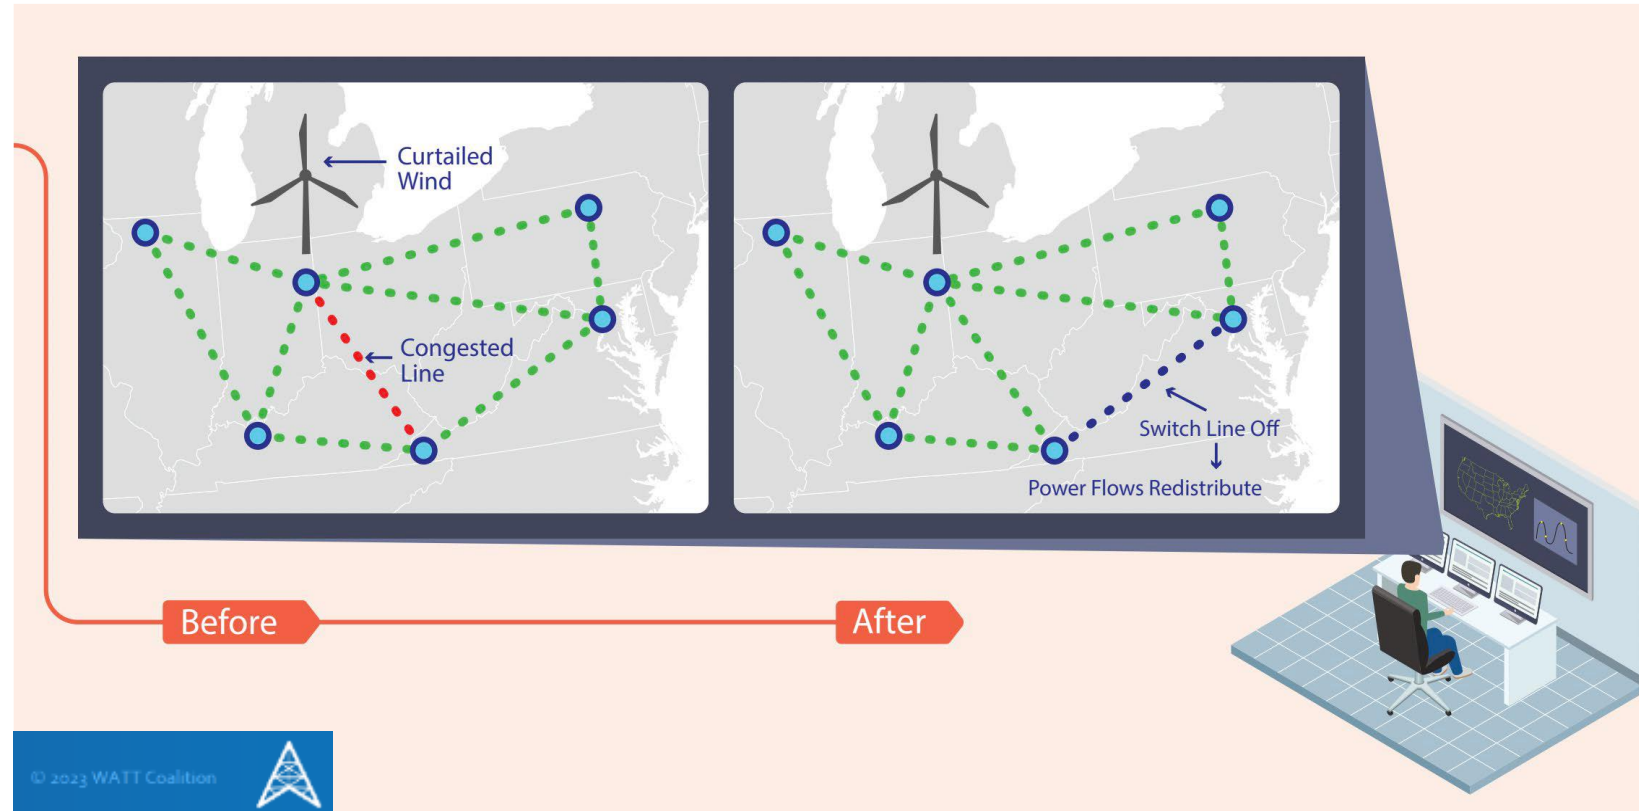 Curtailed
Wind
Congested
Line
Switch Line Off
Power Flows Redistribute
Before
After
© 2023 WATT Coalition